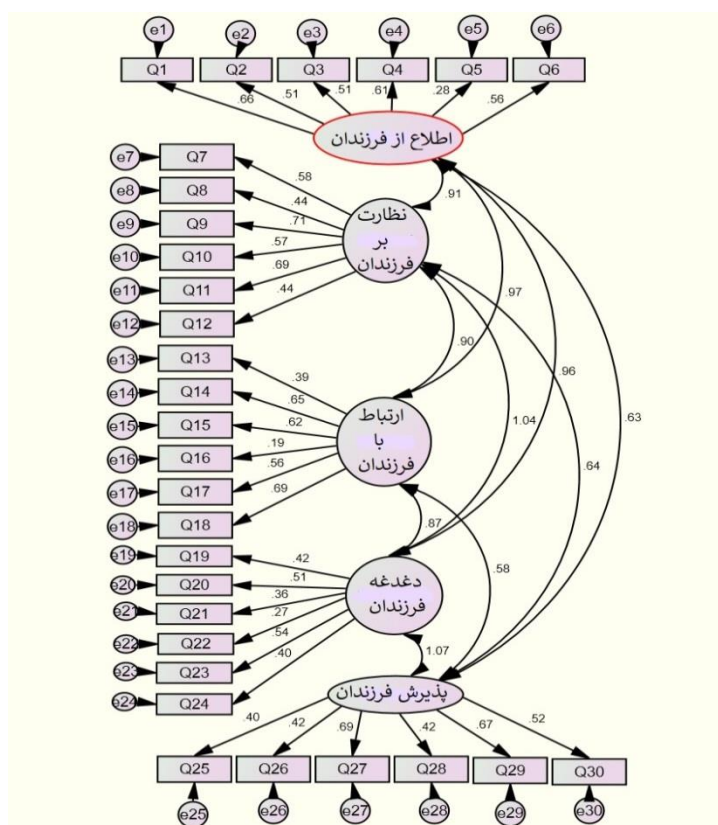 e1 e2 e3 e4 e5 e6
Q1 Q2 Q3 Q4 Q5 Q6
.66 .51 .51 .61 .28 .56
اطلاع از فرزندان
e7 Q7 .58
e8 Q8 .44
e9 Q9 .71
e10 Q10 .57
e11 Q11 .69
e12 Q12 .44
نظارت
بر
فرزندان
.91
.97
.90
.96
1.04
.63
.64
e13 Q13 .39
e14 Q14 .65
e15 Q15 .62
e16 Q16 .19
e17 Q17 .56
e18 Q18 .69
ارتباط
با
فرزندان
.87
.58
e19 Q19 .42
e20 Q20 .51
e21 Q21 .36
e22 Q22 .27
e23 Q23 .54
e24 Q24 .40
دغدغه
فرزندان
1.07
پذیرش فرزندان
.40 .42 .69 .42 .67 .52
Q25 Q26 Q27 Q28 Q29 Q30
e25 e26 e27 e28 e29 e30